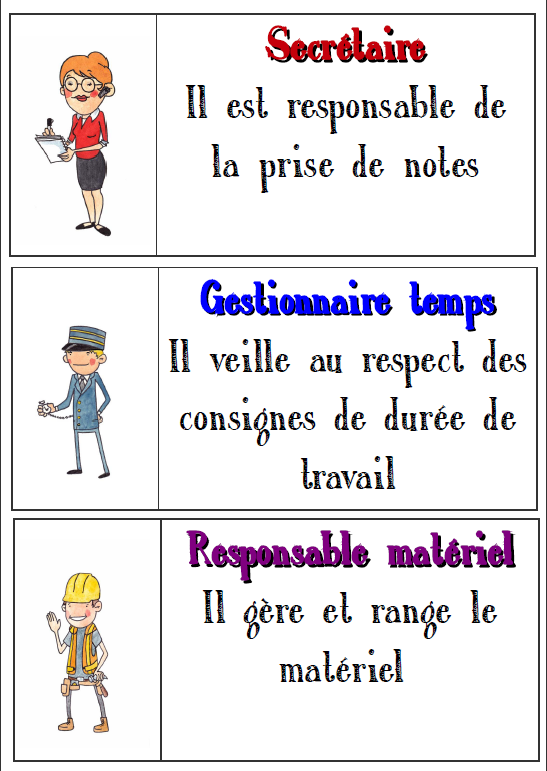 Secrétaire
Il est responsable de
la prise de notes
Gestionnaire temps
Il veille au respect des
consignes de durée de
travail
Responsable matériel
Il gère et range le
matériel